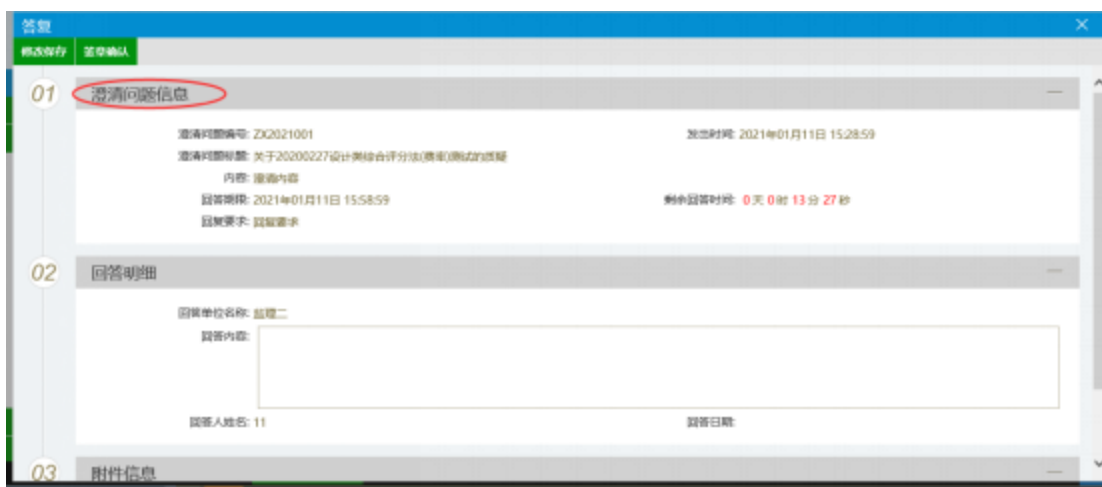 答复
修改保存 签章确认
01 澄清问题信息
澄清问题编号: ZX2021001 发出时间: 2021年01月11日 15:28:59
澄清问题标题: 关于20200227设计类综合评分法(费率)测试的质疑
内容: 澄清内容
回答期限: 2021年01月11日 15:58:59 剩余回答时间: 0 天 0 时 13 分 27 秒
回复要求: 回复要求
02 回答明细
回答单位名称: 监理二
回答内容:
回答人姓名: 11 回答日期:
03 附件信息